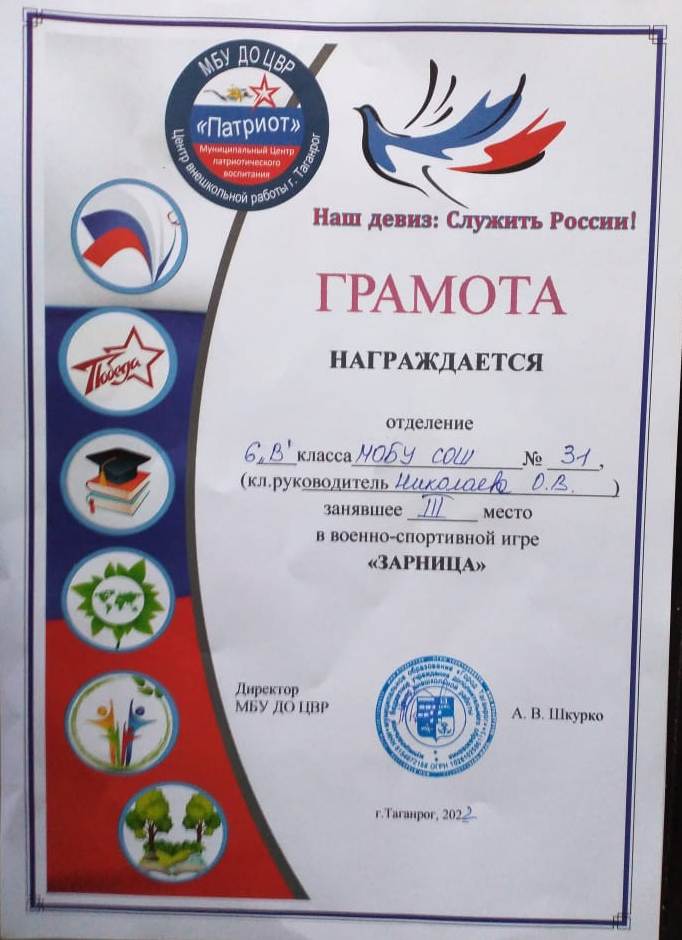 МБУ ДО ЦВР
«Патриот»
Муниципальный Центр
патриотического
воспитания
Центр внешкольной работы г. Таганрог
Наш девиз: Служить России!
ГРАМОТА
Победа
НАГРАЖДАЕТСЯ
отделение
6„В" класса МОБУ СОШ № 31,
(кл.руководитель Николаева О.В. )
занявшее III место
в военно-спортивной игре
«ЗАРНИЦА»
Директор
МБУ ДО ЦВР
А. В. Шкурко
г.Таганрог, 2022